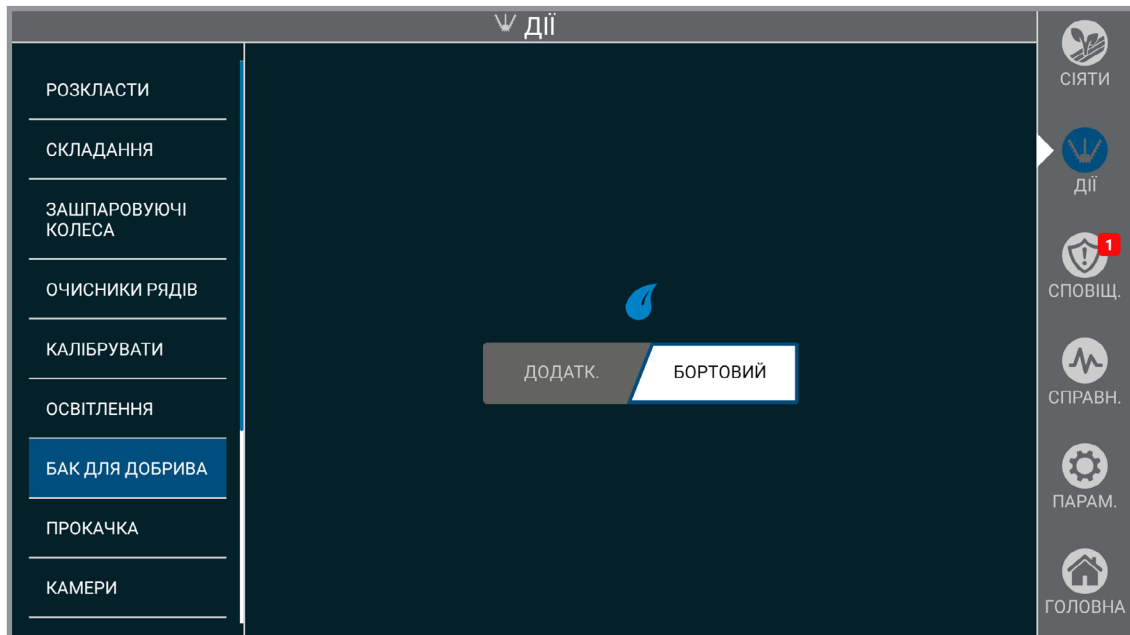 ДІЇ
РОЗКЛАСТИ
СКЛАДАННЯ
ЗАШПАРОВУЮЧІ
КОЛЕСА
ОЧИСНИКИ РЯДІВ
КАЛІБРУВАТИ
ОСВІТЛЕННЯ
БАК ДЛЯ ДОБРИВА
ПРОКАЧКА
КАМЕРИ
ДОДАТК.
БОРТОВИЙ
СІЯТИ
ДІЇ
1
СПОВІЩ.
СПРАВН.
ПАРАМ.
ГОЛОВНА